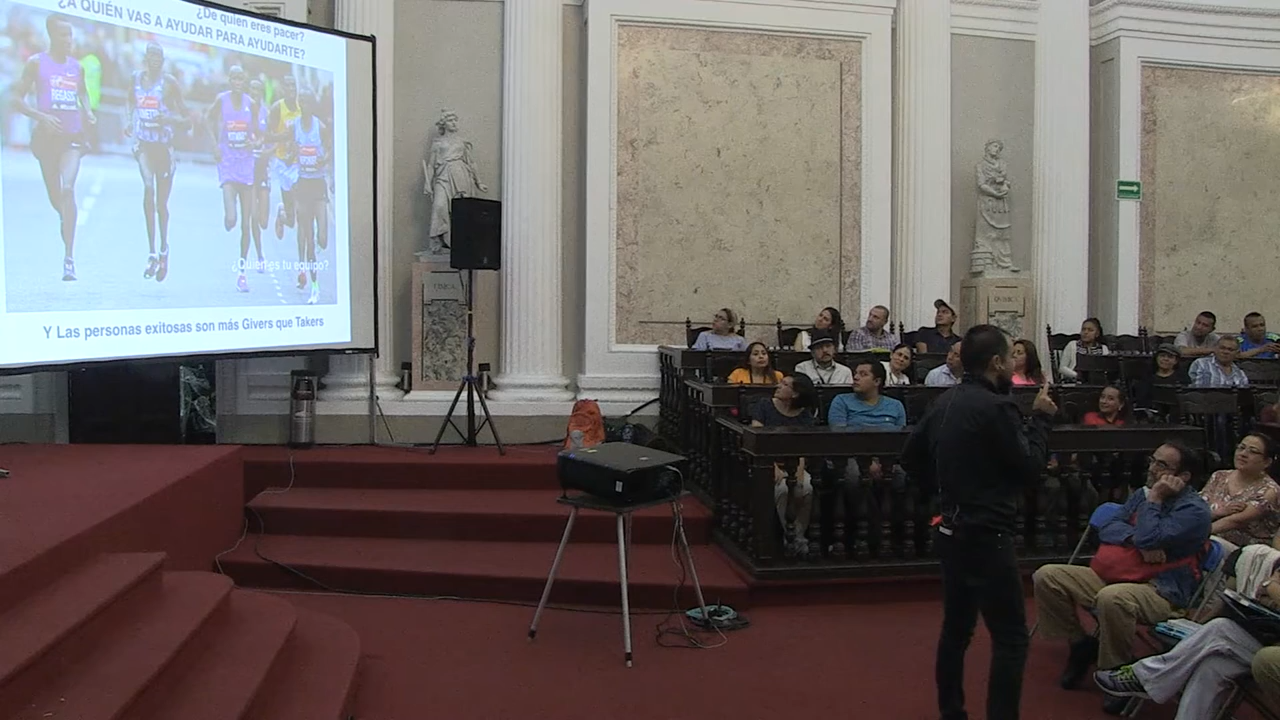 ¿De quien eres pacer?
¿A QUIÉN VAS A AYUDAR PARA AYUDARTE?
REGASS
¿Quién es tu equipo?
Y Las personas exitosas son más Givers que Takers